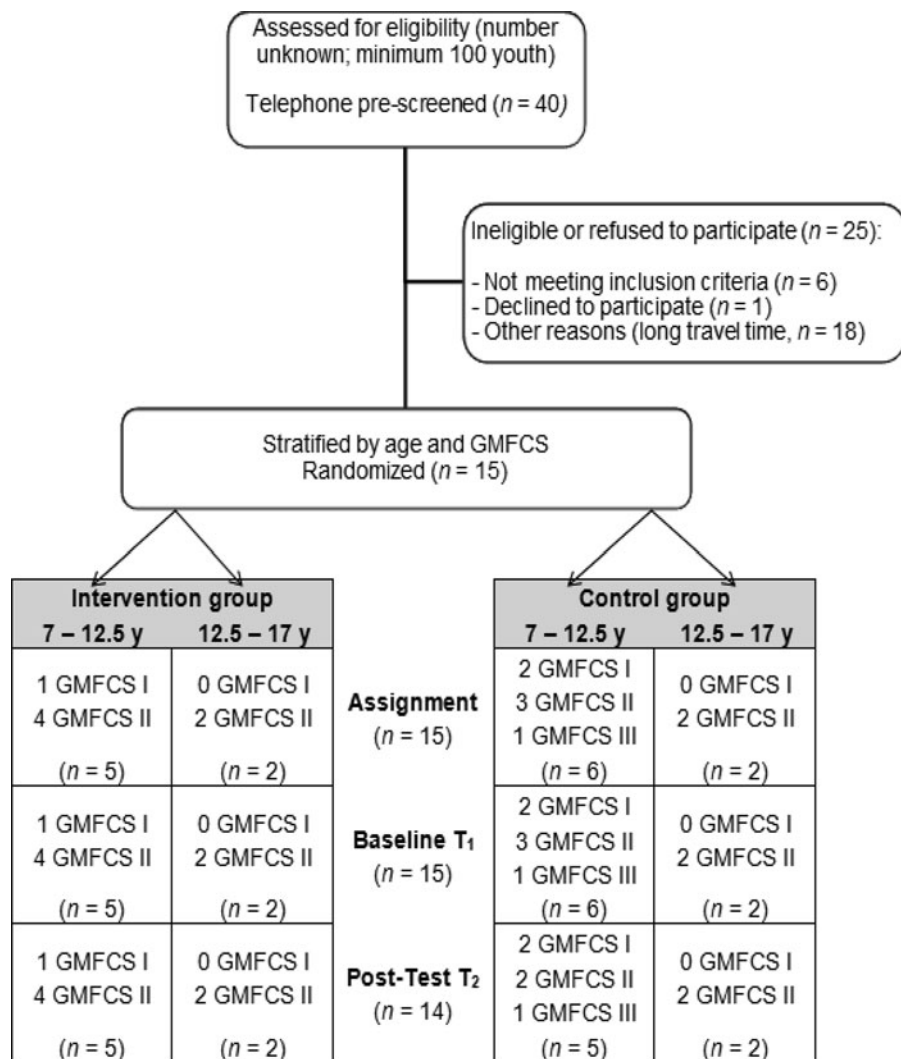 Assessed for eligibility (number
unknown; minimum 100 youth)
Telephone pre-screened (n = 40)
Ineligible or refused to participate (n = 25):
- Not meeting inclusion criteria (n = 6)
- Declined to participate (n = 1)
- Other reasons (long travel time, n = 18)
Stratified by age and GMFCS
Randomized (n = 15)
Intervention group
7 – 12.5 y
12.5 – 17 y
Control group
7 – 12.5 y
12.5 – 17 y
1 GMFCS I
4 GMFCS II
(n = 5)
0 GMFCS I
2 GMFCS II
(n = 2)
Assignment
(n = 15)
2 GMFCS I
3 GMFCS II
1 GMFCS III
(n = 6)
0 GMFCS I
2 GMFCS II
(n = 2)
1 GMFCS I
4 GMFCS II
(n = 5)
0 GMFCS I
2 GMFCS II
(n = 2)
Baseline T₁
(n = 15)
2 GMFCS I
3 GMFCS II
1 GMFCS III
(n = 6)
0 GMFCS I
2 GMFCS II
(n = 2)
1 GMFCS I
4 GMFCS II
(n = 5)
0 GMFCS I
2 GMFCS II
(n = 2)
Post-Test T₂
(n = 14)
2 GMFCS I
2 GMFCS II
1 GMFCS III
(n = 5)
0 GMFCS I
2 GMFCS II
(n = 2)